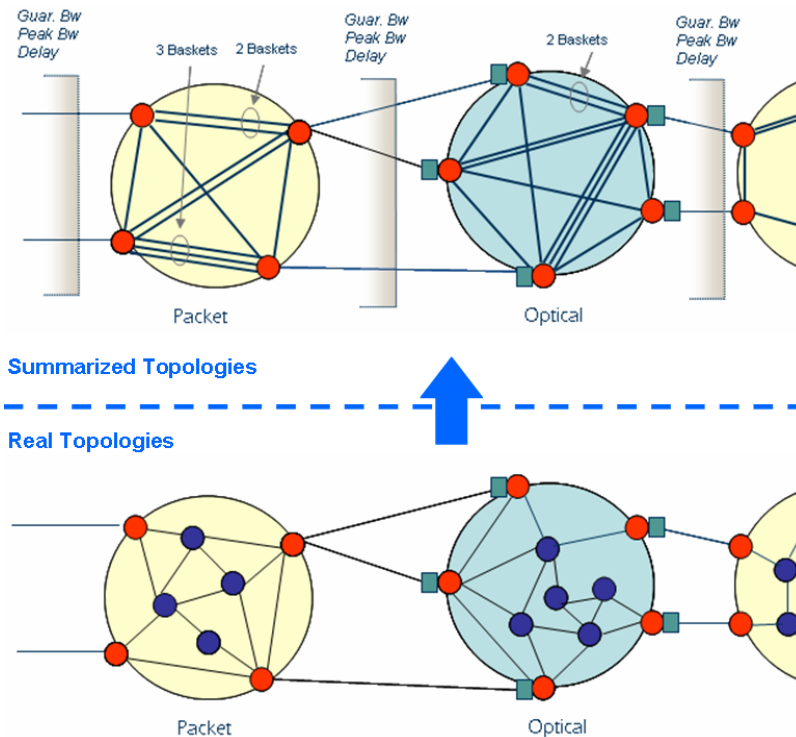 Guar. Bw
Peak Bw
Delay
3 Baskets
2 Baskets
Guar. Bw
Peak Bw
Delay
2 Baskets
Guar. Bw
Peak Bw
Delay
Packet
Optical
Summarized Topologies
Real Topologies
Packet
Optical